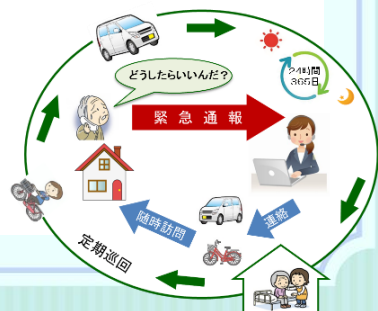 どうしたらいいんだ？
24時間
365日
緊急通報
連絡
随時訪問
定期巡回